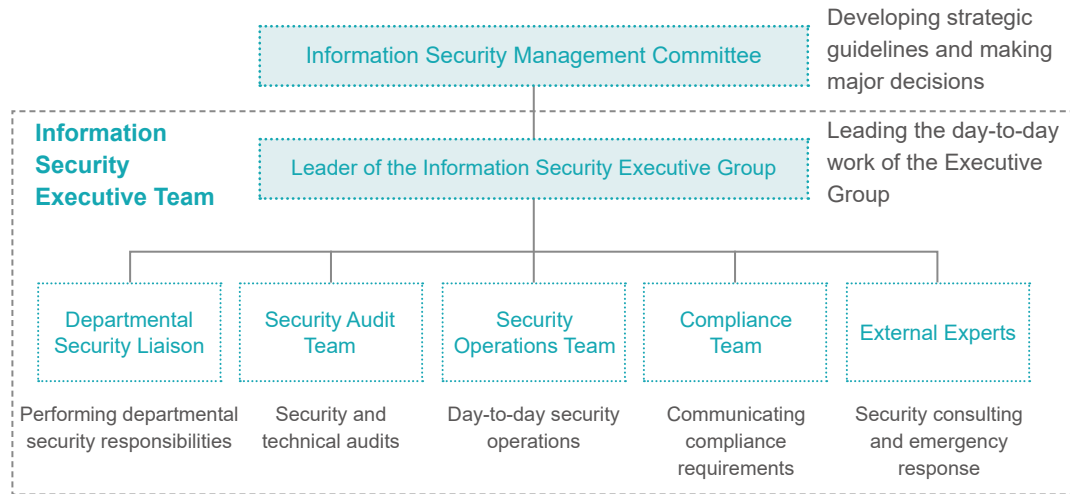 Information Security Management Committee
Developing strategic
guidelines and making
major decisions
Information
Security
Executive Team
Leader of the Information Security Executive Group
Leading the day-to-day
work of the Executive
Group
Departmental
Security Liaison
Security Audit
Team
Security
Operations Team
Compliance
Team
External Experts
Performing departmental
security responsibilities
Security and
technical audits
Day-to-day security
operations
Communicating
compliance
requirements
Security consulting
and emergency
response